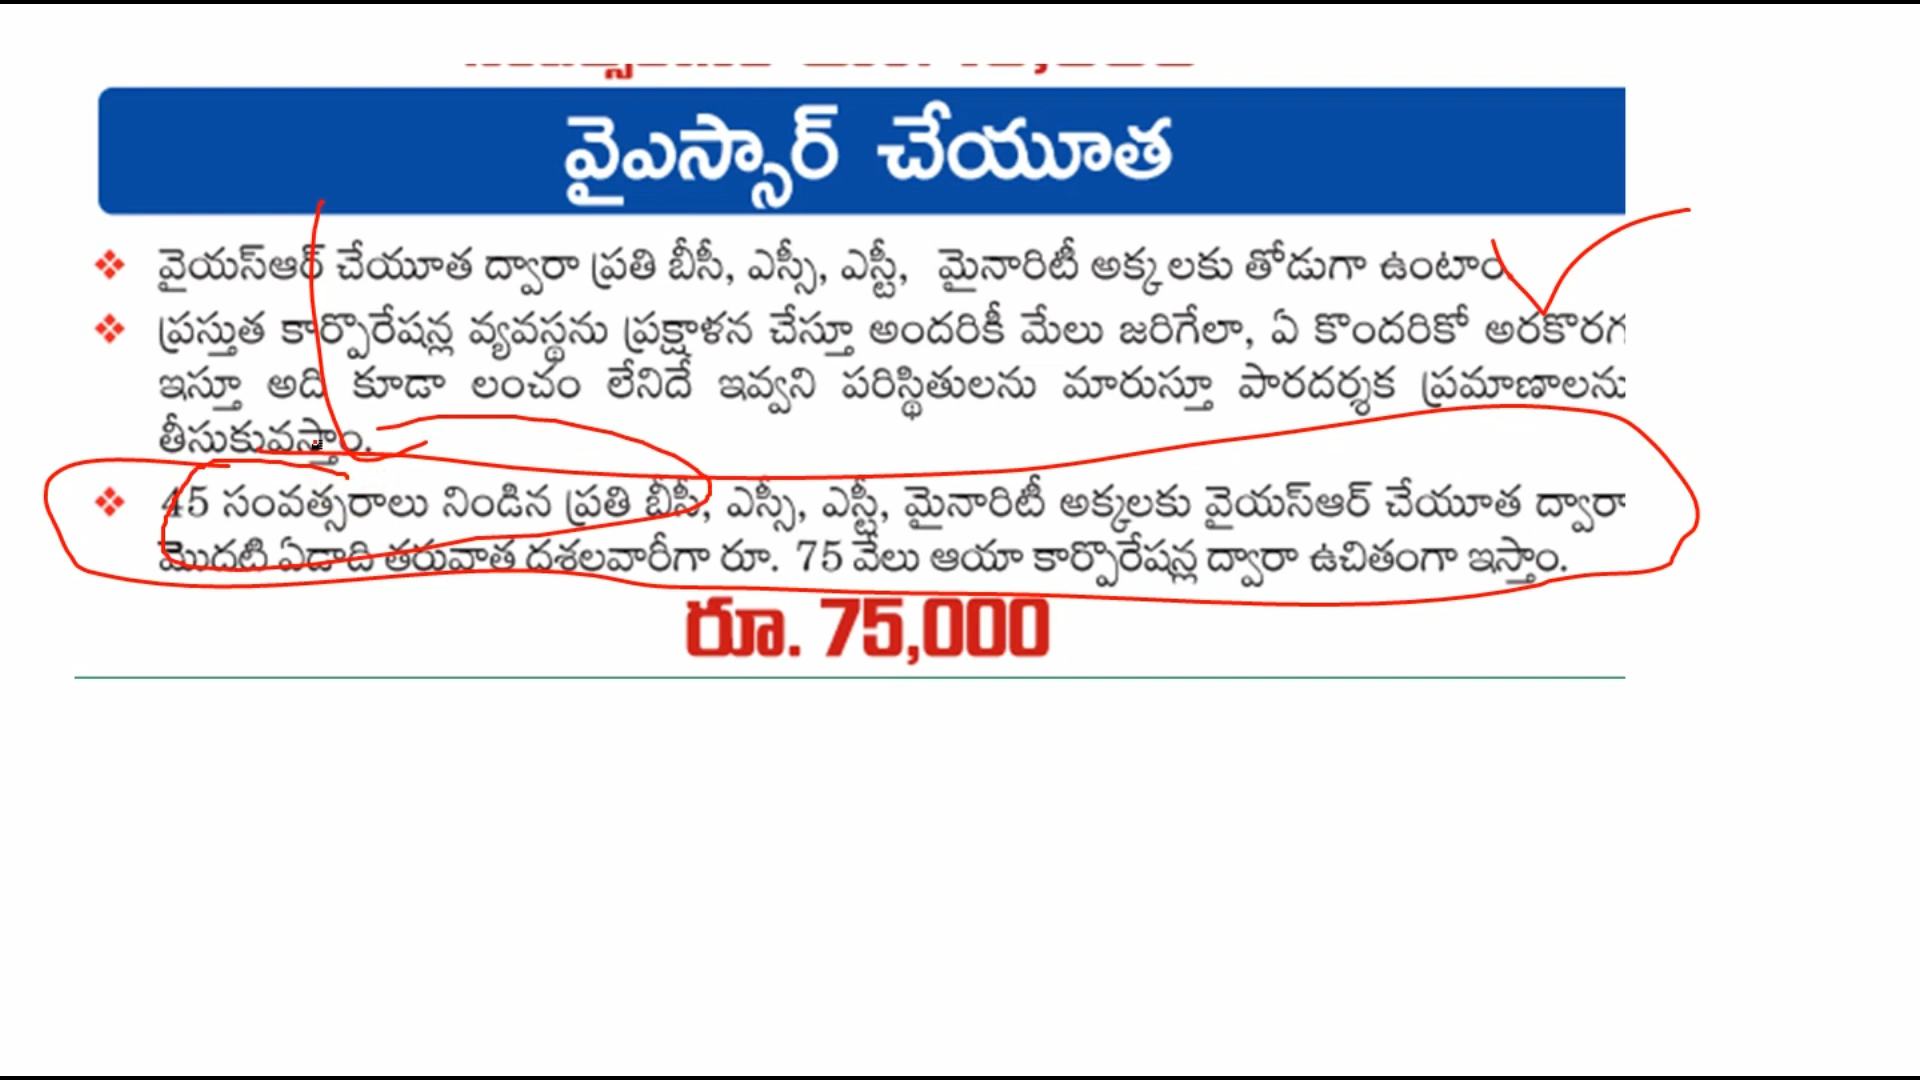 వైఎస్సార్ చేయూత
వైయస్ఆర్ చేయూత ద్వారా ప్రతి బీసీ, ఎస్సీ, ఎస్టీ, మైనారిటీ అక్కలకు తోడుగా ఉంటాం.
ప్రస్తుత కార్పొరేషన్ల వ్యవస్థను ప్రక్షాళన చేస్తూ అందరికీ మేలు జరిగేలా, ఏ కొందరికో అరకొరగ
ఇస్తూ అది కూడా లంచం లేనిదే ఇవ్వని పరిస్థితులను మారుస్తూ పారదర్శక ప్రమాణాలను
తీసుకువస్తాం.
45 సంవత్సరాలు నిండిన ప్రతి బీసీ, ఎస్సీ, ఎస్టీ, మైనారిటీ అక్కలకు వైయస్ఆర్ చేయూత ద్వారా
మొదటి ఏడాది తరువాత దశలవారీగా రూ. 75 వేలు ఆయా కార్పొరేషన్ల ద్వారా ఉచితంగా ఇస్తాం.
రూ. 75,000